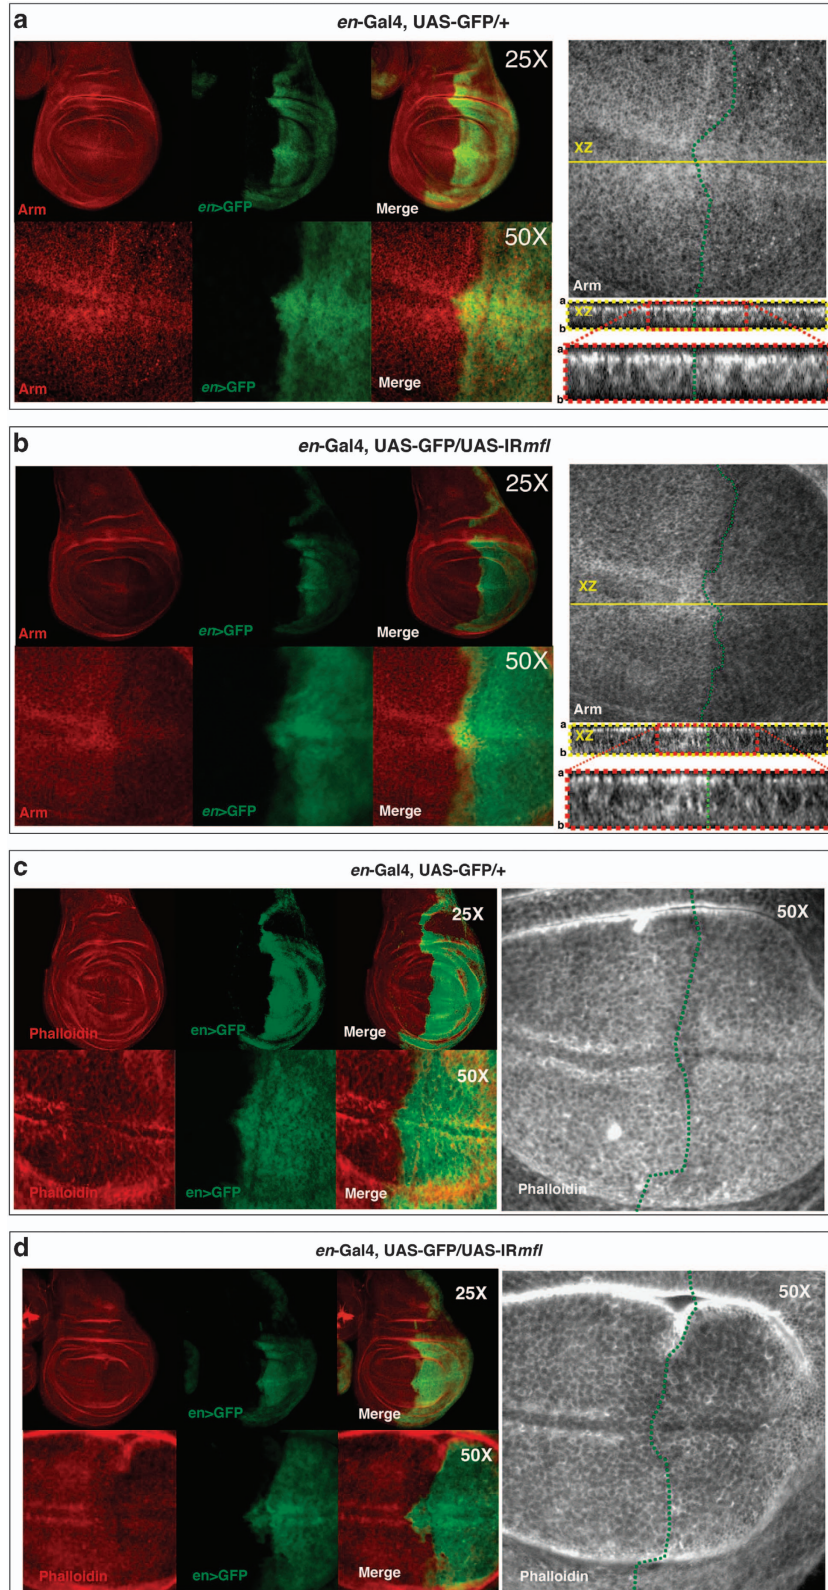 a
en-Gal4, UAS-GFP/+
25X
Arm
en>GFP
Merge
50X
Arm
en>GFP
Merge
XZ
Arm
a
XZ
b
a
b
b
en-Gal4, UAS-GFP/UAS-IRmfl
25X
Arm
en>GFP
Merge
50X
Arm
en>GFP
Merge
XZ
Arm
a
XZ
b
a
b
c
en-Gal4, UAS-GFP/+
25X
Phalloidin
en>GFP
Merge
50X
Phalloidin
en>GFP
Merge
50X
Phalloidin
d
en-Gal4, UAS-GFP/UAS-IRmfl
25X
Phalloidin
en>GFP
Merge
50X
Phalloidin
en>GFP
Merge
50X
Phalloidin